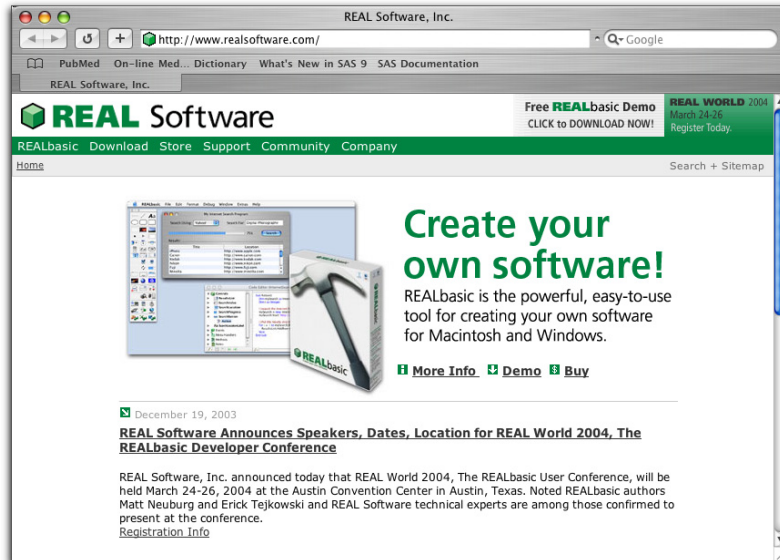 REAL Software, Inc.
http://www.realsoftware.com/
Google
PubMed On-line Med... Dictionary What's New in SAS 9 SAS Documentation
REAL Software, Inc.
REAL Software
Free REALbasic Demo
CLICK to DOWNLOAD NOW!
REAL WORLD 2004
March 24-26
Register Today.
REALbasic Download Store Support Community Company
Home
Search + Sitemap
Create your
own software!
REALbasic is the powerful, easy-to-use
tool for creating your own software
for Macintosh and Windows.
REALbasic
REALbasic
More Info Demo Buy
December 19, 2003
REAL Software Announces Speakers, Dates, Location for REAL World 2004, The
REALbasic Developer Conference
REAL Software, Inc. announced today that REAL World 2004, The REALbasic User Conference, will be
held March 24-26, 2004 at the Austin Convention Center in Austin, Texas. Noted REALbasic authors
Matt Neuburg and Erick Tejkowski and REAL Software technical experts are among those confirmed to
present at the conference.
Registration Info